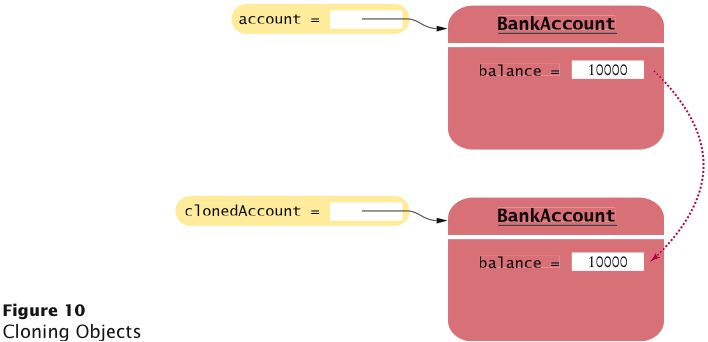 account =
BankAccount
balance = 10000
clonedAccount =
BankAccount
balance = 10000
Figure 10
Cloning Objects